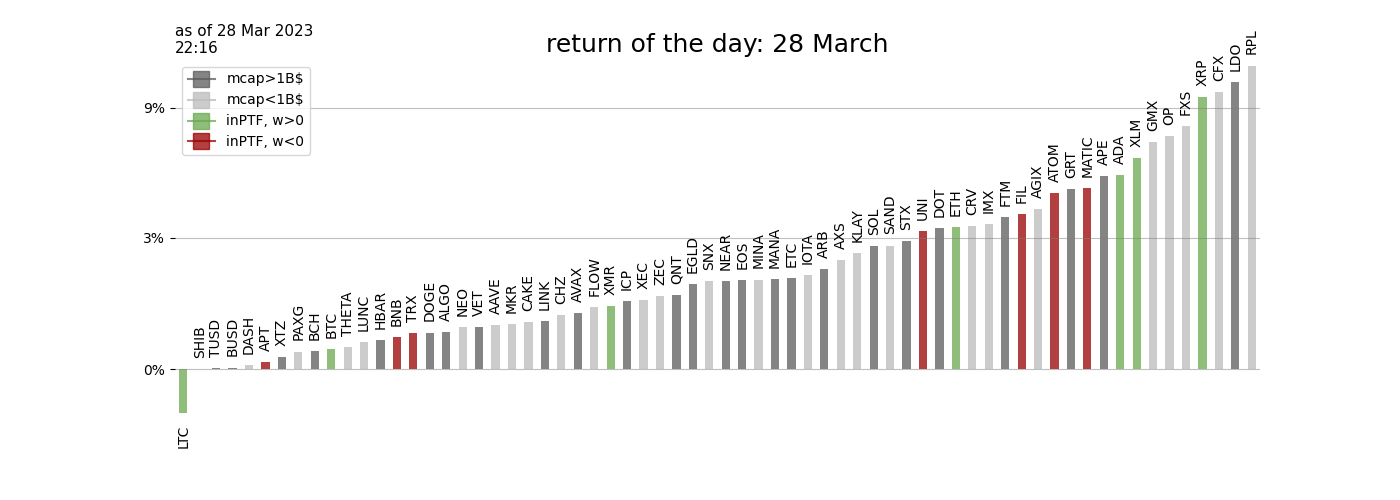 as of 28 Mar 2023
22:16
return of the day: 28 March
mcap>1B$
mcap<1B$
inPTF, w>0
inPTF, w<0
9%
3%
0%
LTC
SHIB
TUSD
BUSD
DASH
APT
XTZ
PAXG
BCH
BTC
THETA
LUNC
HBAR
BNB
TRX
DOGE
ALGO
NEO
VET
AAVE
MKR
CAKE
LINK
CHZ
AVAX
FLOW
XMR
ICP
XEC
ZEC
QNT
EGLD
SNX
NEAR
EOS
MINA
MANA
ETC
IOTA
ARB
AXS
KLAY
SOL
SAND
STX
UNI
DOT
ETH
CRV
IMX
FTM
FIL
AGIX
ATOM
GRT
MATIC
APE
ADA
XLM
GMX
OP
FXS
XRP
CFX
LDO
RPL